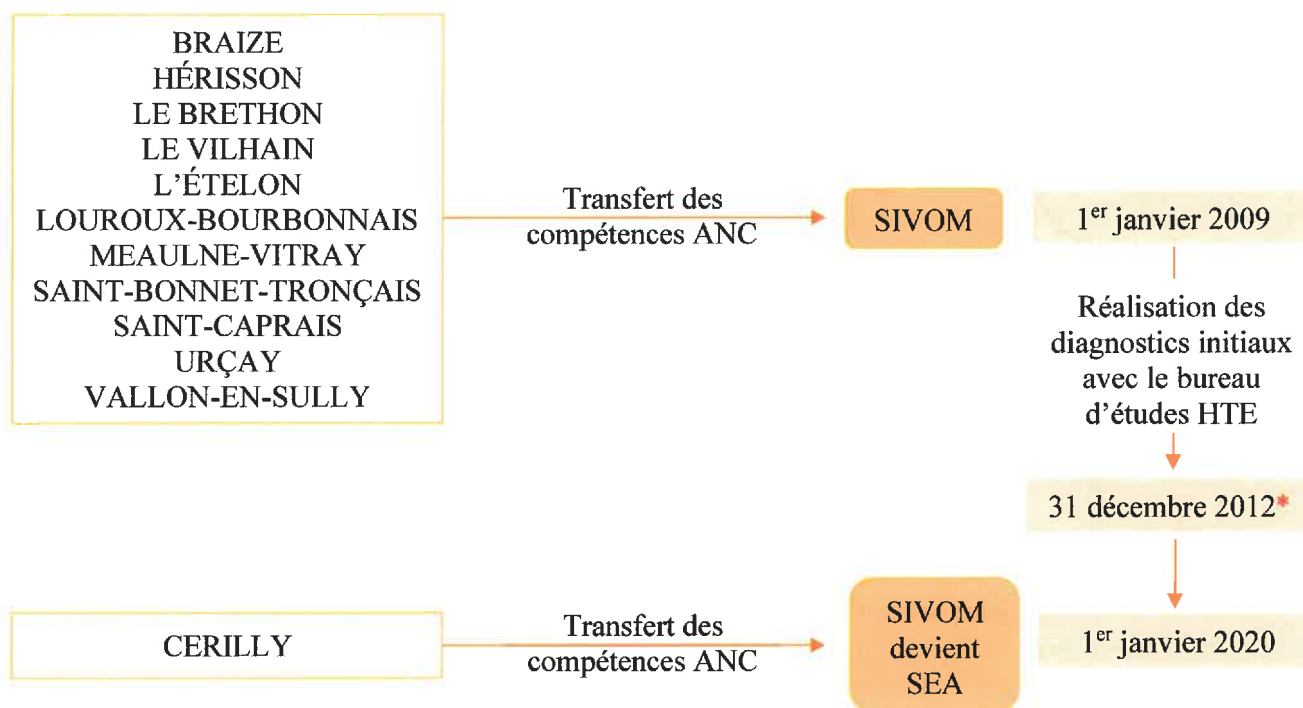 BRAIZE
HÉRISSON
LE BRETHON
LE VILHAIN
L’ÉTELON
LOUROUX-BOURBONNAIS
MEAULNE-VITRAY
SAINT-BONNET-TRONÇAIS
SAINT-CAPRAIS
URÇAY
VALLON-EN-SULLY
Transfert des
compétences ANC
SIVOM
1er janvier 2009
Réalisation des
diagnostics initiaux
avec le bureau
d’études HTE
31 décembre 2012*
CERILLY
Transfert des
compétences ANC
SIVOM
devient
SEA
1er janvier 2020